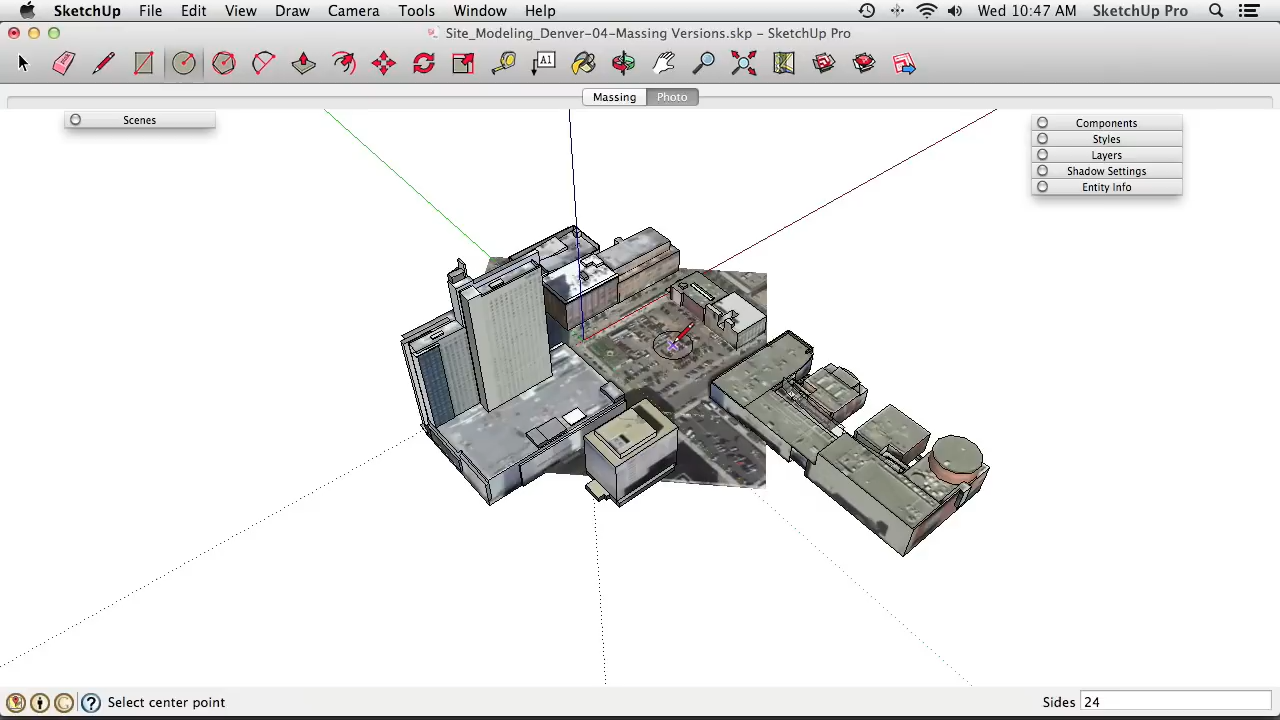 SketchUp File Edit View Draw Camera Tools Window Help Wed 10:47 AM SketchUp Pro
Site_Modeling_Denver-04-Massing Versions.skp – SketchUp Pro
A1
Massing Photo
Scenes
Components
Styles
Layers
Shadow Settings
Entity Info
? Select center point Sides 24